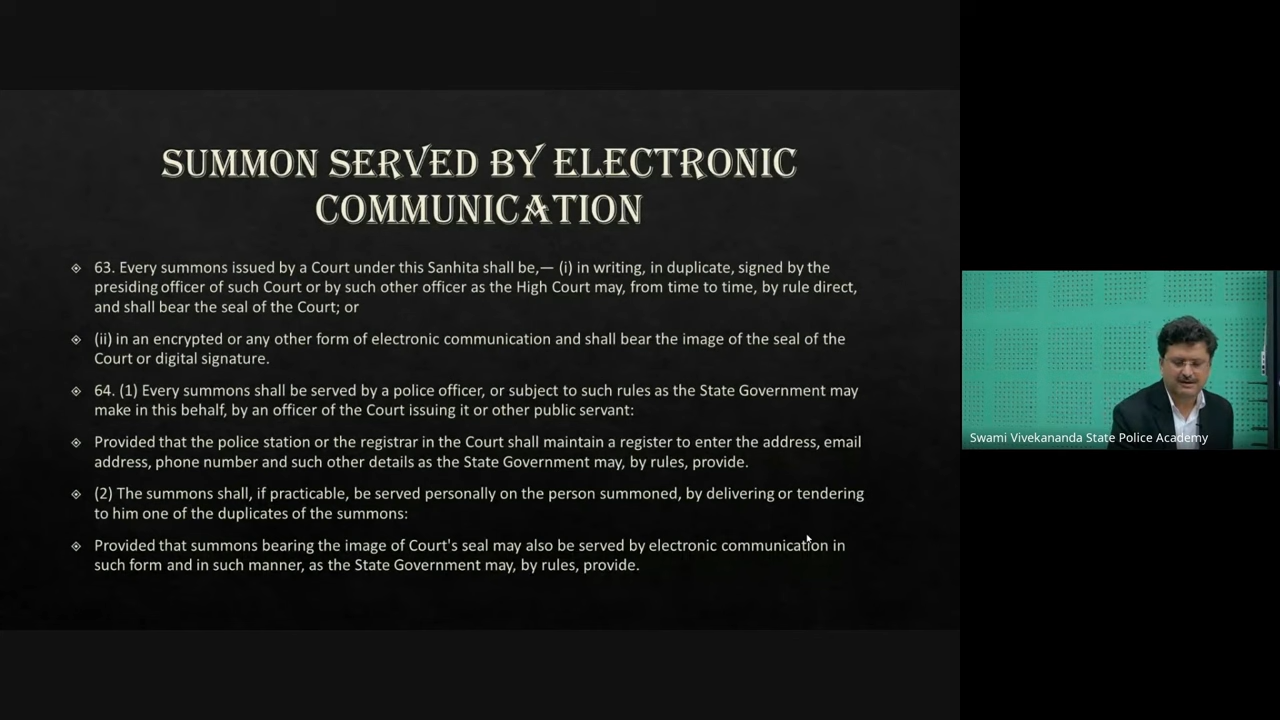 SUMMON SERVED BY ELECTRONIC
COMMUNICATION
63. Every summons issued by a Court under this Sanhita shall be,— (i) in writing, in duplicate, signed by the
presiding officer of such Court or by such other officer as the High Court may, from time to time, by rule direct,
and shall bear the seal of the Court; or
(ii) in an encrypted or any other form of electronic communication and shall bear the image of the seal of the
Court or digital signature.
64. (1) Every summons shall be served by a police officer, or subject to such rules as the State Government may
make in this behalf, by an officer of the Court issuing it or other public servant:
Provided that the police station or the registrar in the Court shall maintain a register to enter the address, email
address, phone number and such other details as the State Government may, by rules, provide.
(2) The summons shall, if practicable, be served personally on the person summoned, by delivering or tendering
to him one of the duplicates of the summons:
Provided that summons bearing the image of Court's seal may also be served by electronic communication in
such form and in such manner, as the State Government may, by rules, provide.
Swami Vivekananda State Police Academy